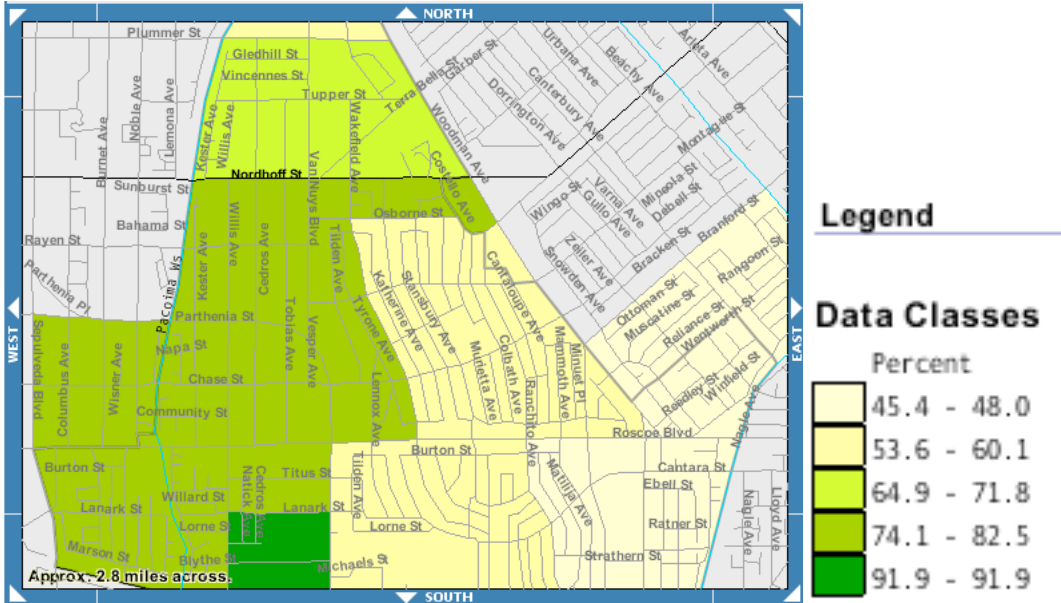 NORTH
Plummer St
Gledhill St
Vincennes St
Tupper St
Terra Bella St
Garber St
Urbana Ave
Beachy Ave
Arleta Ave
Canterbury Ave
Dorrington Ave
Woodman Ave
Montague St
Burnet Ave
Noble Ave
Lemona Ave
Kester Ave
Willis Ave
Wakefield Ave
Van Nuys Blvd
Costello Ave
Nordhoff St
Sunburst St
Bahama St
Osborne St
Rayen St
Parthenia Pl
Willis Ave
Kester Ave
Cedros Ave
Tilden Ave
Wingo St
Varna Ave
Gullo Ave
Mineola St
Debell St
Branford St
Bracken St
Zeiler Ave
Snowden Ave
Rangoon St
Pacoima Ws
Katherine Ave
Stansbury Ave
Cantaloupe Ave
Ottoman St
Muscatine St
Reliance St
Wentworth St
WEST
EAST
Parthenia St
Tobias Ave
Vesper Ave
Tyrone Ave
Napa St
Sepulveda Blvd
Columbus Ave
Wisner Ave
Chase St
Lennox Ave
Murietta Ave
Colbath Ave
Ranchito Ave
Mammoth Ave
Minuet Pl
Reedley St
Winfield St
Community St
Nagle Ave
Roscoe Blvd
Burton St
Burton St
Titus St
Cantara St
Ebell St
Matilija Ave
Tilden Ave
Willard St
Natick Ave
Cedros Ave
Lanark St
Lanark St
Lorne St
Lorne St
Ratner St
Nagle Ave
Lloyd Ave
Marson St
Blythe St
Michaels St
Strathern St
Approx. 2.8 miles across.
SOUTH
Legend
Data Classes
Percent
45.4 - 48.0
53.6 - 60.1
64.9 - 71.8
74.1 - 82.5
91.9 - 91.9